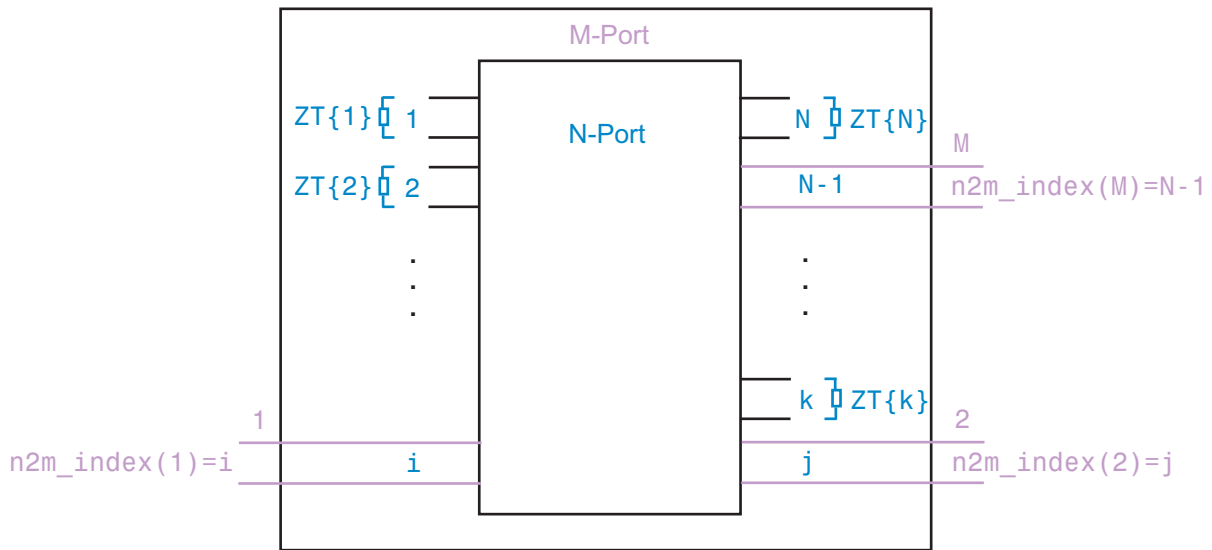 M-Port
N-Port
ZT{1} 1
N ZT{N}
M
ZT{2} 2
N-1
n2m_index(M)=N-1
.
.
.
.
.
.
k ZT{k}
1
2
n2m_index(1)=i
i
j
n2m_index(2)=j